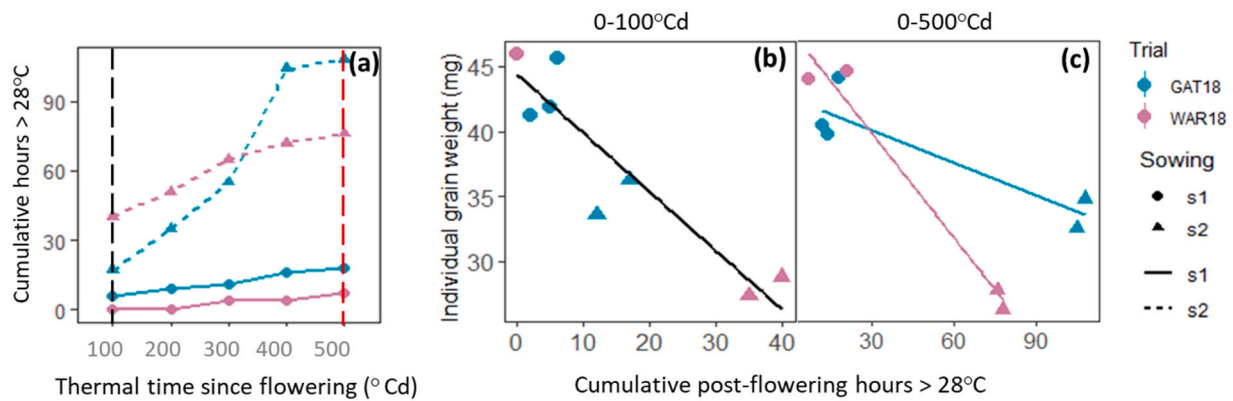 0-100°Cd
0-500°Cd
(a)
(b)
(c)
Cumulative hours > 28°C
90
60
30
0
100 200 300 400 500
Thermal time since flowering (° Cd)
Individual grain weight (mg)
45
40
35
30
0 10 20 30 40
30 60 90
Cumulative post-flowering hours > 28°C
Trial
GAT18
WAR18
Sowing
s1
s2
s1
s2